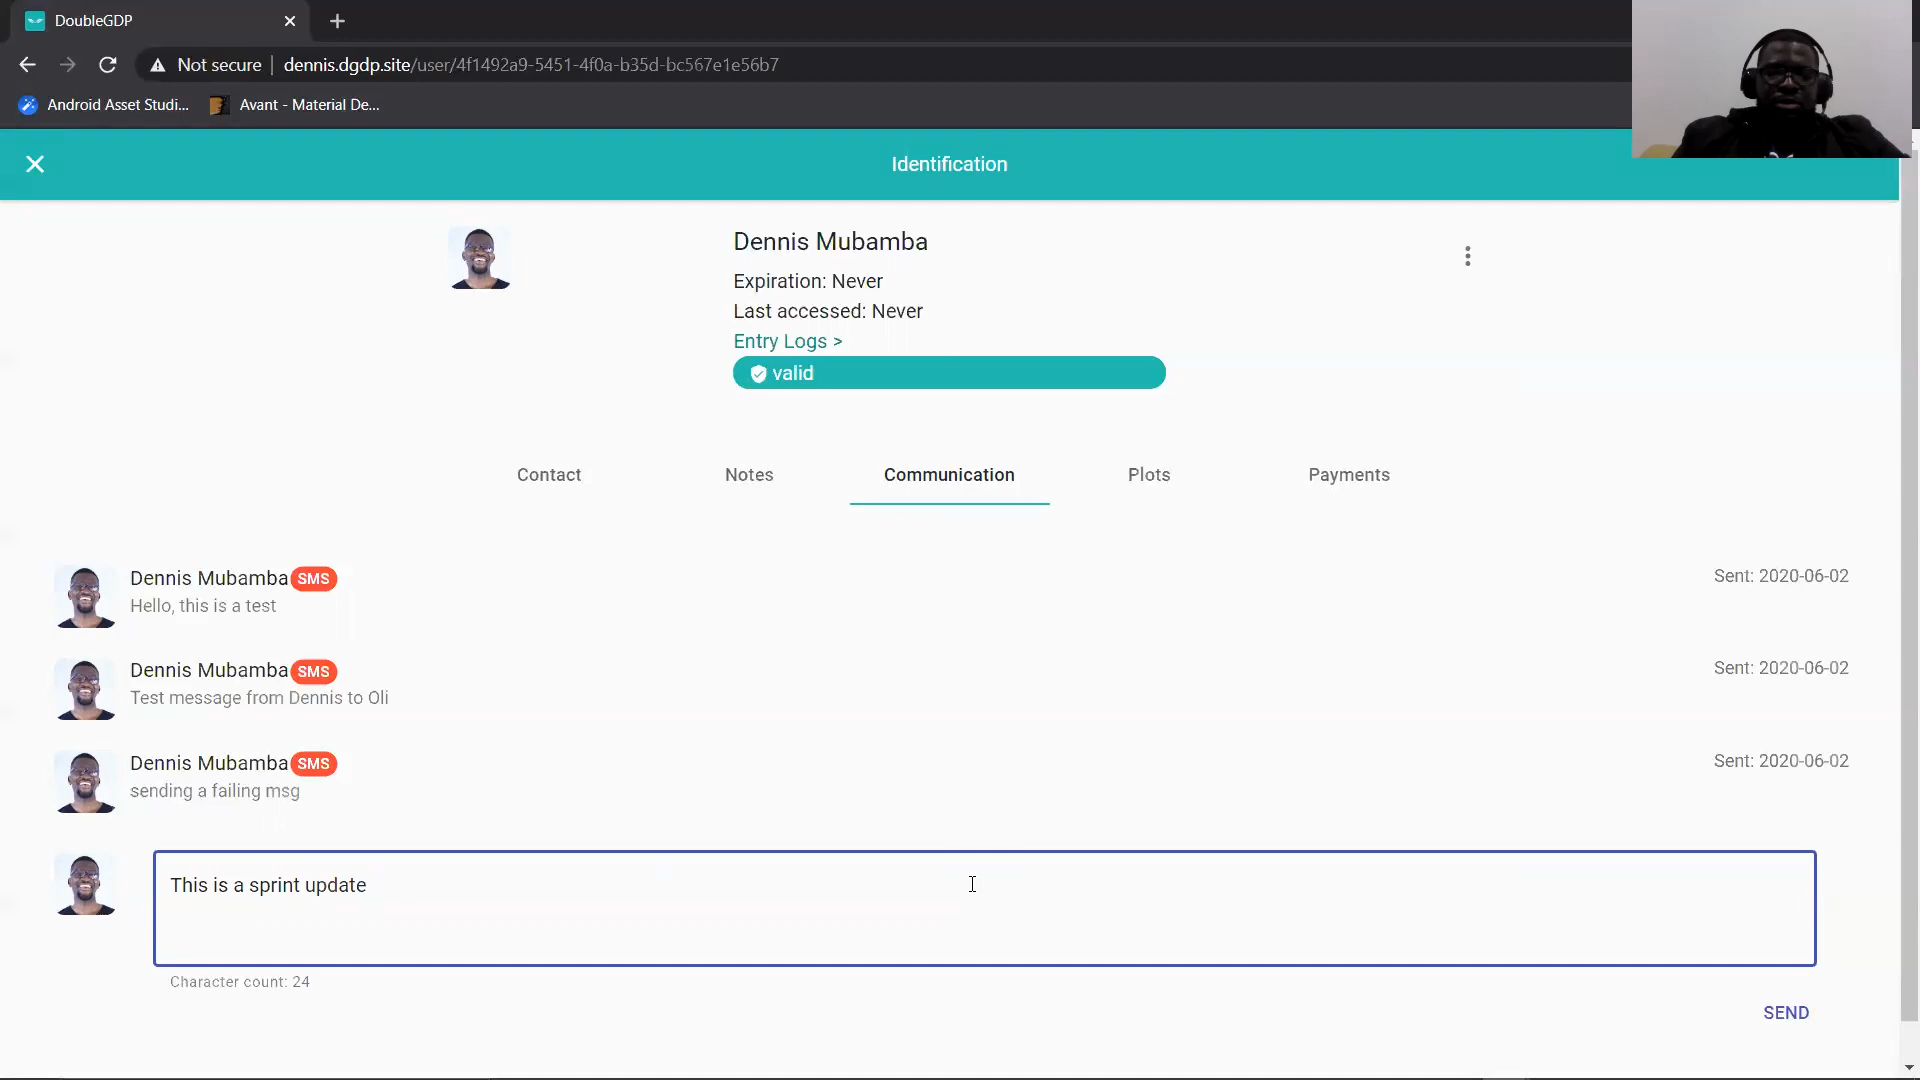 DoubleGDP
Not secure | dennis.dgdp.site/user/4f1492a9-5451-4f0a-b35d-bc567e1e56b7
Android Asset Studi... Avant - Material De...
Identification
Dennis Mubamba
Expiration: Never
Last accessed: Never
Entry Logs >
valid
Contact Notes Communication Plots Payments
Dennis Mubamba SMS Sent: 2020-06-02
Hello, this is a test
Dennis Mubamba SMS Sent: 2020-06-02
Test message from Dennis to Oli
Dennis Mubamba SMS Sent: 2020-06-02
sending a failing msg
This is a sprint update
Character count: 24
SEND